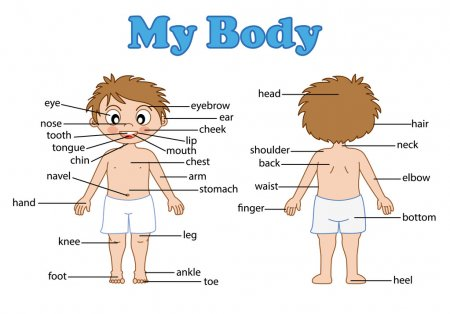 My Body
eye
nose
tooth
tongue
chin
navel
hand
knee
foot
eyebrow
ear
cheek
lip
mouth
chest
arm
stomach
leg
ankle
toe
head
shoulder
back
waist
finger
hair
neck
elbow
bottom
heel